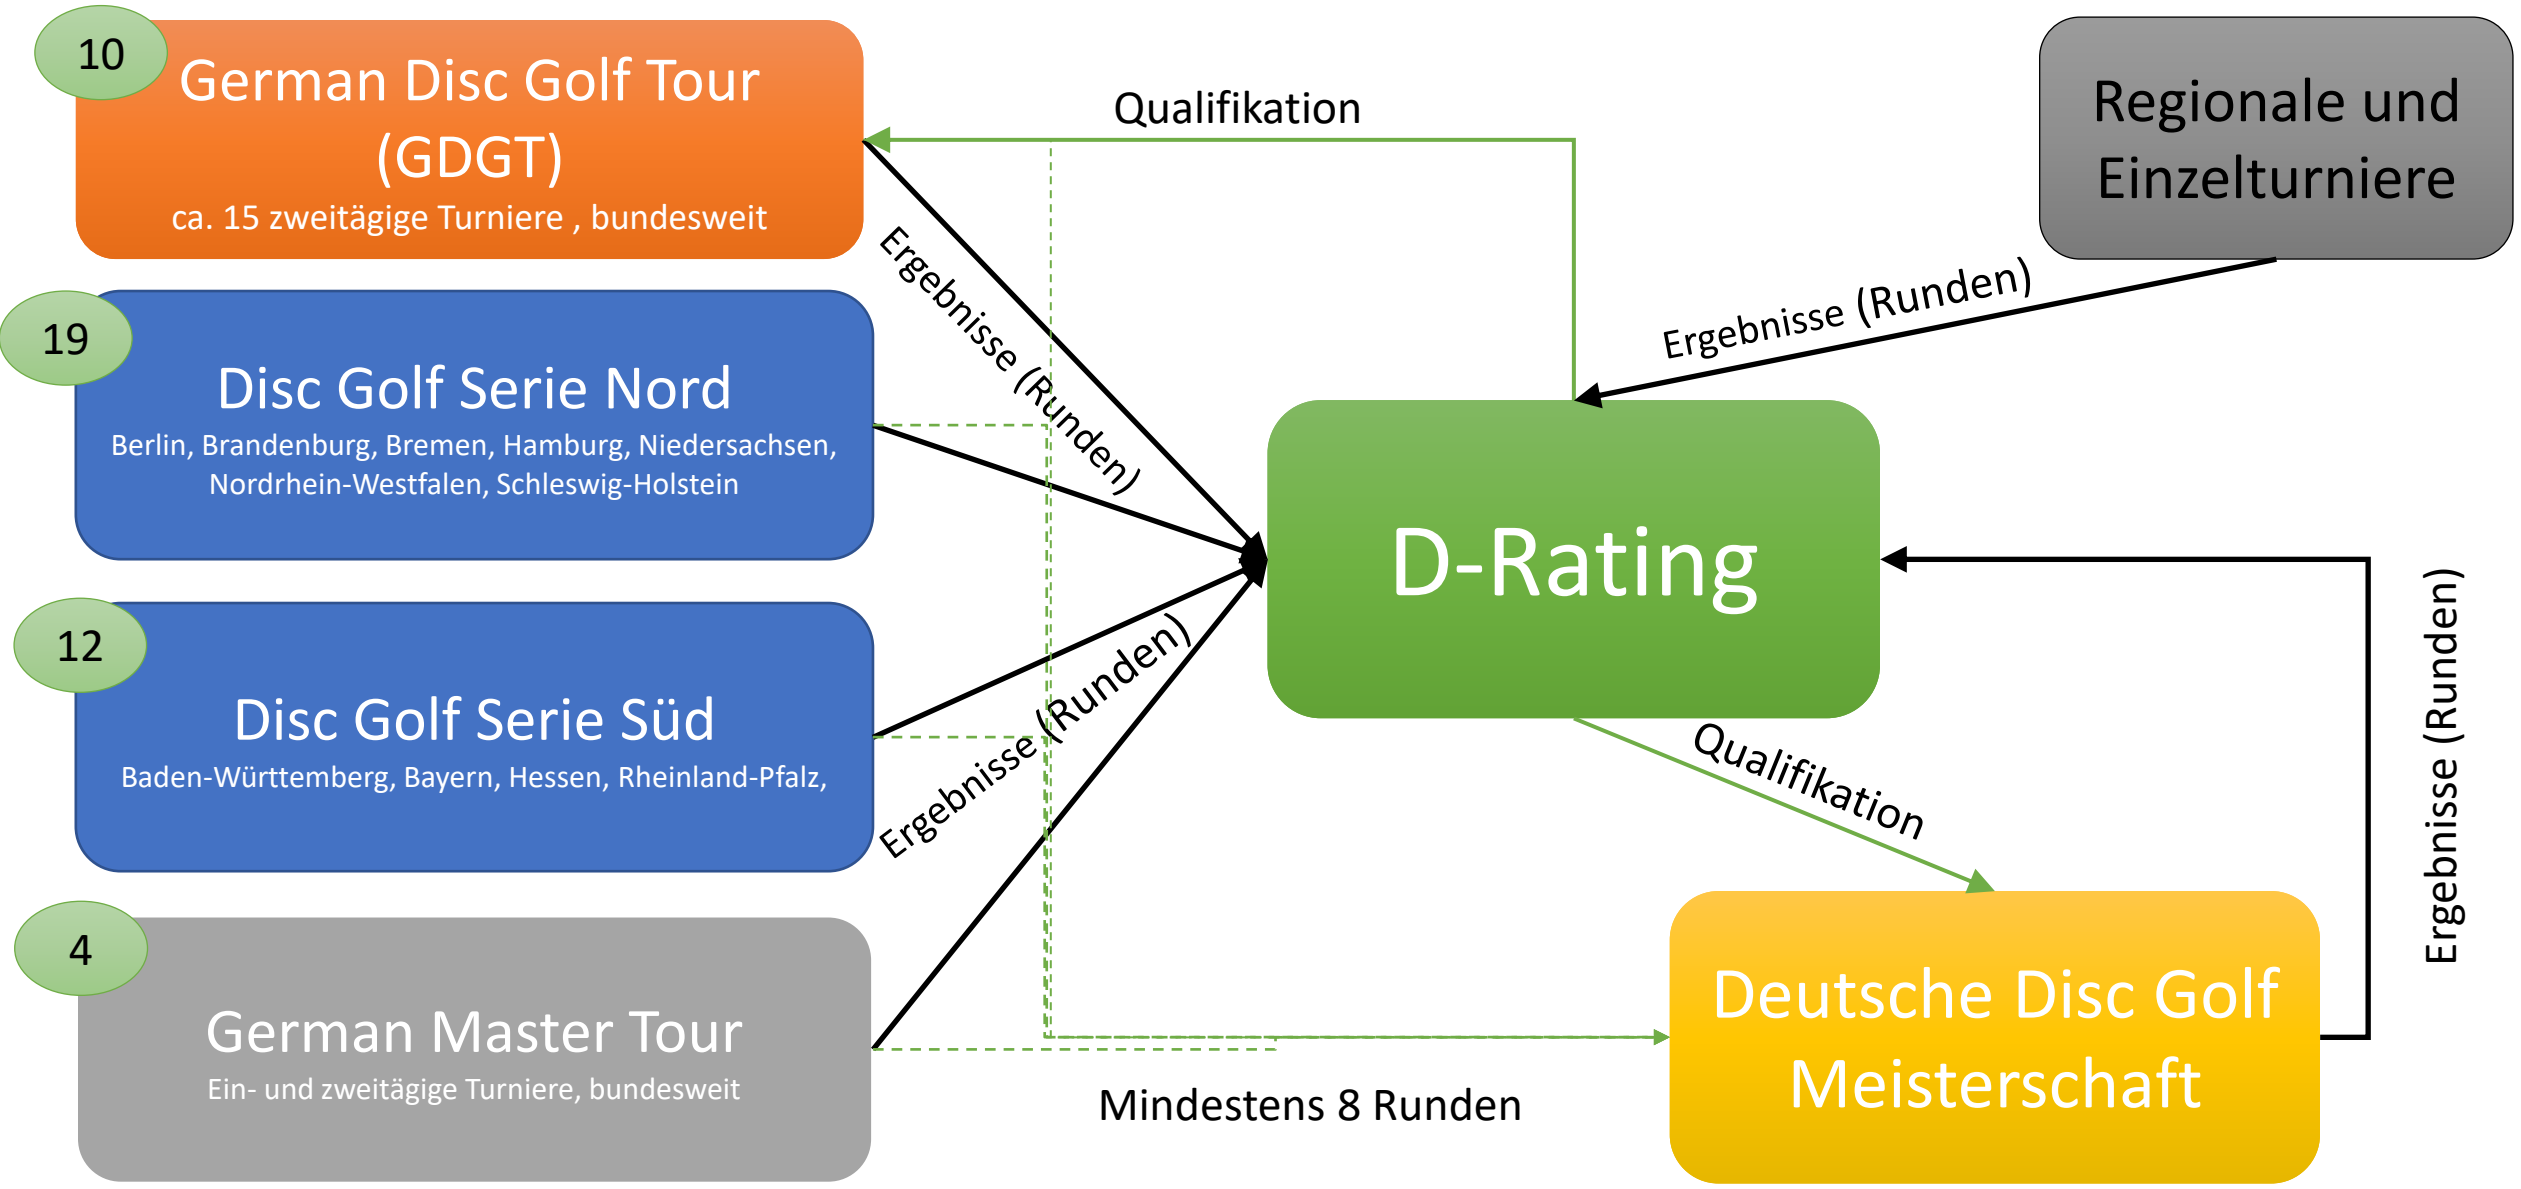 10
German Disc Golf Tour
(GDGT)
ca. 15 zweitägige Turniere , bundesweit
Qualifikation
Regionale und
Einzelturniere
Ergebnisse (Runden)
Ergebnisse (Runden)
19
Disc Golf Serie Nord
Berlin, Brandenburg, Bremen, Hamburg, Niedersachsen,
Nordrhein-Westfalen, Schleswig-Holstein
D-Rating
12
Disc Golf Serie Süd
Baden-Württemberg, Bayern, Hessen, Rheinland-Pfalz,
Ergebnisse (Runden)
Qualifikation
Ergebnisse (Runden)
4
German Master Tour
Ein- und zweitägige Turniere, bundesweit
Mindestens 8 Runden
Deutsche Disc Golf
Meisterschaft